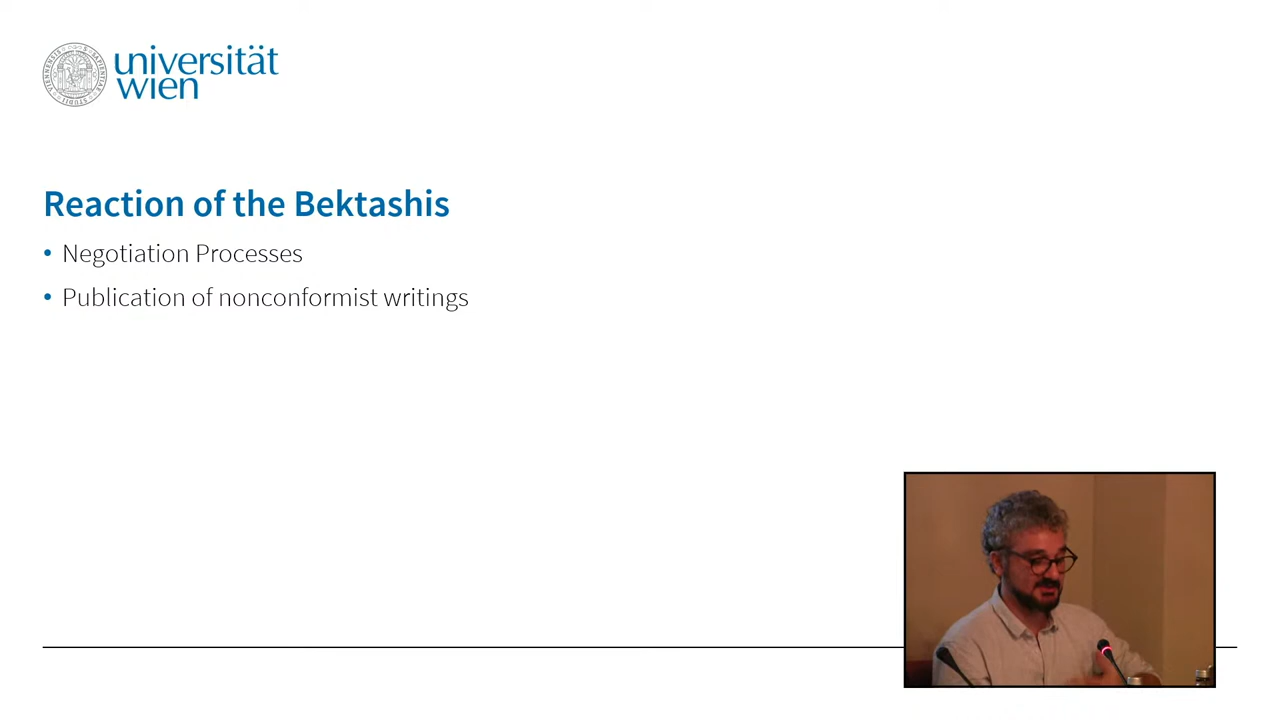 universität
wien
Reaction of the Bektashis
• Negotiation Processes
• Publication of nonconformist writings